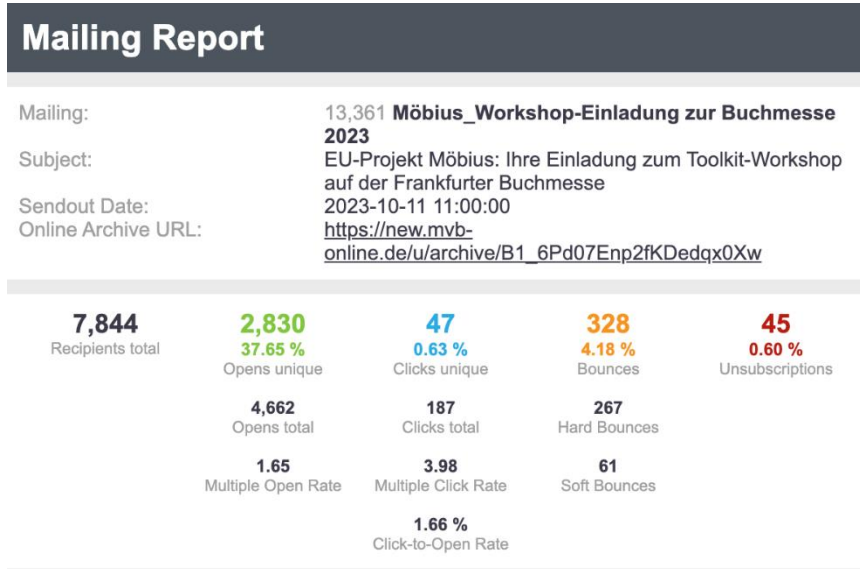 Mailing Report
Mailing: 13,361 Möbius_Workshop-Einladung zur Buchmesse
2023
Subject: EU-Projekt Möbius: Ihre Einladung zum Toolkit-Workshop
auf der Frankfurter Buchmesse
Sendout Date: 2023-10-11 11:00:00
Online Archive URL: https://new.mvb-
online.de/u/archive/B1_6Pd07Enp2fKDedqx0Xw
7,844 2,830 47 328 45
Recipients total 37.65 % 0.63 % 4.18 % 0.60 %
Opens unique Clicks unique Bounces Unsubscriptions
4,662 187 267
Opens total Clicks total Hard Bounces
1.65 3.98 61
Multiple Open Rate Multiple Click Rate Soft Bounces
1.66 %
Click-to-Open Rate